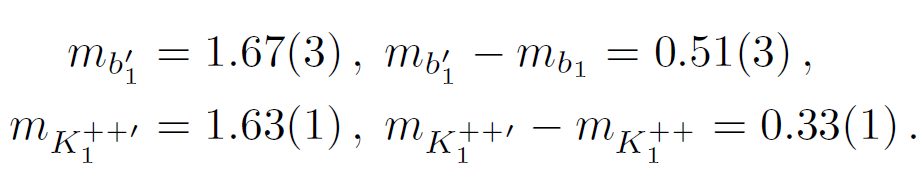 m_{b_1'} = 1.67(3) , m_{b_1'} − m_{b_1} = 0.51(3) ,
m_{K_1^{++'}} = 1.63(1) , m_{K_1^{++'}} − m_{K_1^{++}} = 0.33(1) .